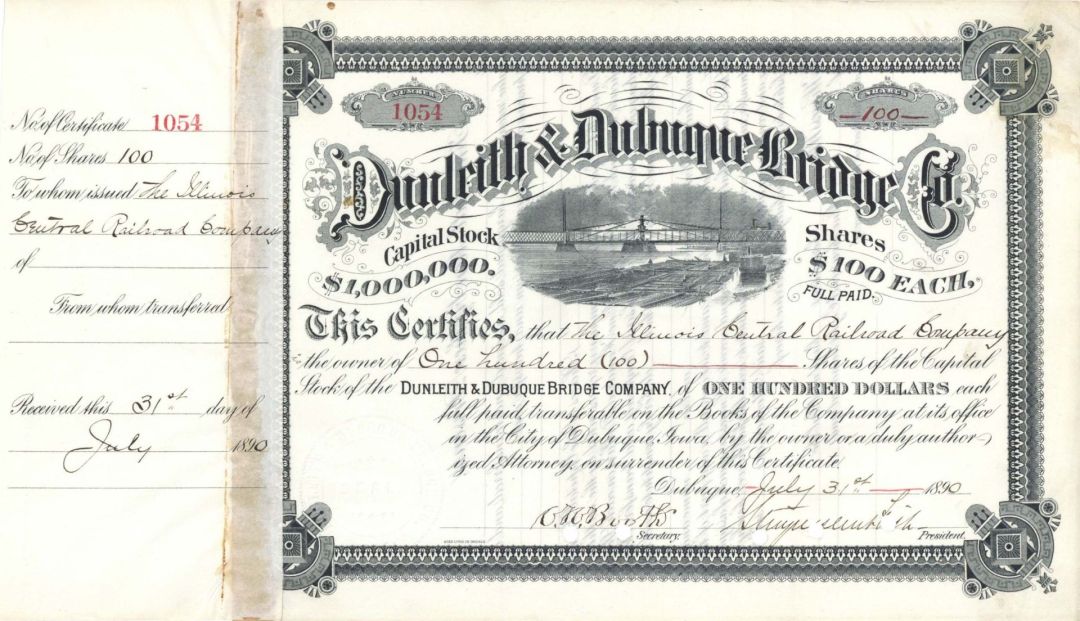 No. of Certificate 1054
No. of Shares 100
To whom issued The Illinois
Central Railroad Company
of
From whom transferred
Received this 31st day of
July 1890
NUMBER
1054
SHARES
100
Dunleith & Dubuque Bridge Co.
Capital Stock
$1,000,000.
Shares
$100 EACH,
FULL PAID.
This Certifies, that The Illinois Central Railroad Company
the owner of One hundred (100) Shares of the Capital
Stock of the DUNLEITH & DUBUQUE BRIDGE COMPANY, of ONE HUNDRED DOLLARS each
full paid, transferable on the Books of the Company at its office
in the City of Dubuque, Iowa, by the owner or a duly author-
ized Attorney, on surrender of this Certificate.
Dubuque, July 31st 1890
Secretary.
President.